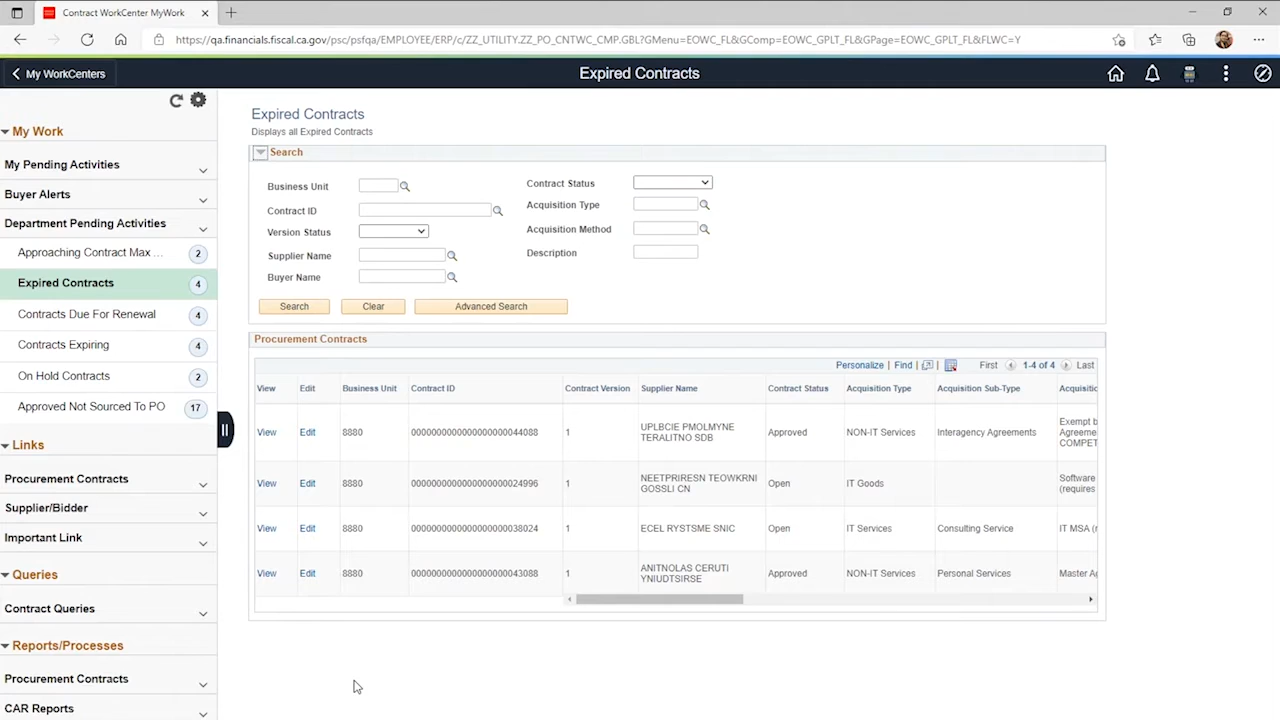 Contract WorkCenter MyWork
https://qa.financials.fiscal.ca.gov/psc/psfqa/EMPLOYEE/ERP/c/ZZ_UTILITY.ZZ_PO_CNTWC_CMP.GBL?GMenu=EOWC_FL&GComp=EOWC_GPLT_FL&GPage=EOWC_GPLT_FL&FLWC=Y
My WorkCenters
Expired Contracts
My Work
My Pending Activities
Buyer Alerts
Department Pending Activities
Approaching Contract Max ... 2
Expired Contracts 4
Contracts Due For Renewal 4
Contracts Expiring 4
On Hold Contracts 2
Approved Not Sourced To PO 17
Links
Procurement Contracts
Supplier/Bidder
Important Link
Queries
Contract Queries
Reports/Processes
Procurement Contracts
CAR Reports
Expired Contracts
Displays all Expired Contracts
Search
Business Unit
Contract ID
Version Status
Supplier Name
Buyer Name
Contract Status
Acquisition Type
Acquisition Method
Description
Search Clear Advanced Search
Procurement Contracts
Personalize | Find | | First 1-4 of 4 Last
View Edit Business Unit Contract ID Contract Version Supplier Name Contract Status Acquisition Type Acquisition Sub-Type Acquisitic
View Edit 8880 0000000000000000000044088 1 UPLBCIE PMOLMYNE TERALITNO SDB Approved NON-IT Services Interagency Agreements Exempt b Agreeme COMPET
View Edit 8880 0000000000000000000024996 1 NEETPRIRESN TEOWKRNI GOSSLI CN Open IT Goods Software (requires
View Edit 8880 0000000000000000000038024 1 ECEL RYSTSME SNIC Open IT Services Consulting Service IT MSA (r
View Edit 8880 0000000000000000000043088 1 ANITNOLAS CERUTI YNIUDTSIRSE Approved NON-IT Services Personal Services Master Ag